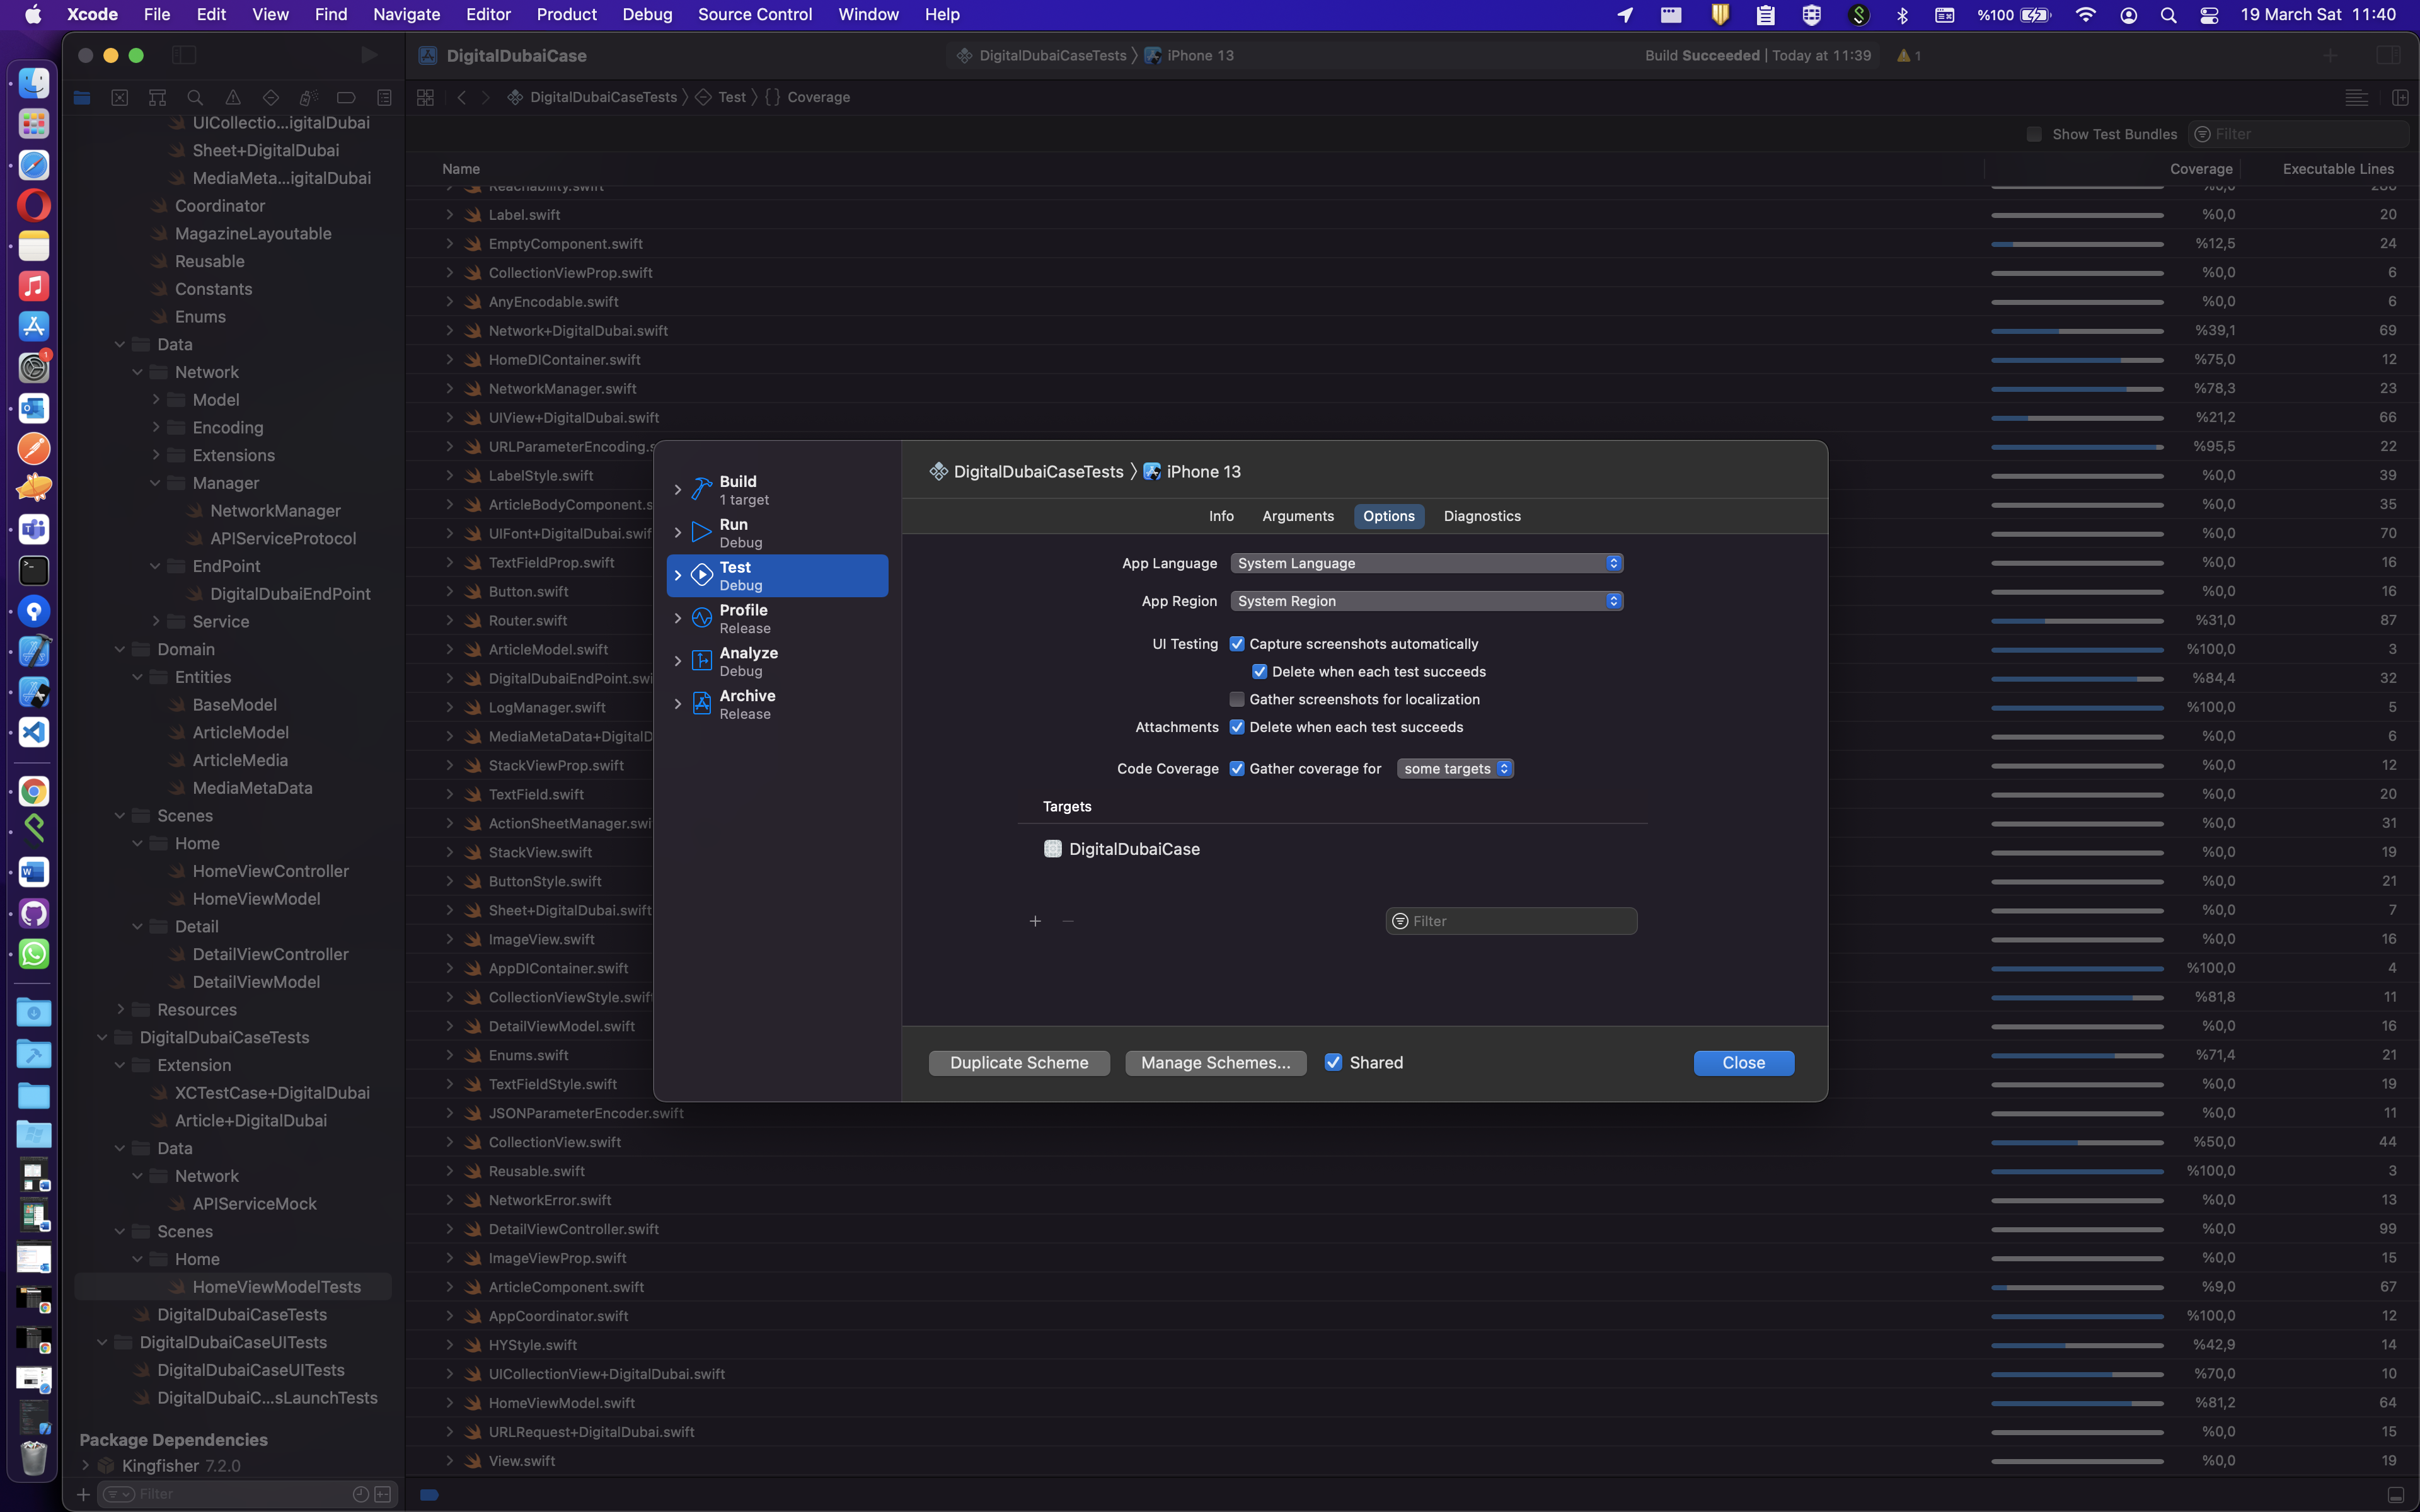 Xcode File Edit View Find Navigate Editor Product Debug Source Control Window Help %100 19 March Sat 11:40
DigitalDubaiCase DigitalDubaiCaseTests iPhone 13 Build Succeeded | Today at 11:39 1
DigitalDubaiCaseTests Test {} Coverage
Show Test Bundles Filter
Name Coverage Executable Lines
1
UICollectio...igitalDubai
Sheet+DigitalDubai
MediaMeta...igitalDubai
Coordinator
MagazineLayoutable
Reusable
Constants
Enums
Data
Network
Model
Encoding
Extensions
Manager
NetworkManager
APIServiceProtocol
EndPoint
DigitalDubaiEndPoint
Service
Domain
Entities
BaseModel
ArticleModel
ArticleMedia
MediaMetaData
Scenes
Home
HomeViewController
HomeViewModel
Detail
DetailViewController
DetailViewModel
Resources
DigitalDubaiCaseTests
Extension
XCTestCase+DigitalDubai
Article+DigitalDubai
Data
Network
APIServiceMock
Scenes
Home
HomeViewModelTests
DigitalDubaiCaseTests
DigitalDubaiCaseUITests
DigitalDubaiCaseUITests
DigitalDubaiC...sLaunchTests
Package Dependencies
Kingfisher 7.2.0
Filter
Reachability.swift %0,0
Label.swift %0,0 20
EmptyComponent.swift %12,5 24
CollectionViewProp.swift %0,0 6
AnyEncodable.swift %0,0 6
Network+DigitalDubai.swift %39,1 69
HomeDIContainer.swift %75,0 12
NetworkManager.swift %78,3 23
UIView+DigitalDubai.swift %21,2 66
URLParameterEncoding.s %95,5 22
LabelStyle.swift %0,0 39
ArticleBodyComponent.s %0,0 35
UIFont+DigitalDubai.swif %0,0 70
TextFieldProp.swift %0,0 16
Button.swift %0,0 16
Router.swift %31,0 87
ArticleModel.swift %100,0 3
DigitalDubaiEndPoint.swi %84,4 32
LogManager.swift %100,0 5
MediaMetaData+DigitalD %0,0 6
StackViewProp.swift %0,0 12
TextField.swift %0,0 20
ActionSheetManager.swi %0,0 31
StackView.swift %0,0 19
ButtonStyle.swift %0,0 21
Sheet+DigitalDubai.swift %0,0 7
ImageView.swift %0,0 16
AppDIContainer.swift %100,0 4
CollectionViewStyle.swift %81,8 11
DetailViewModel.swift %0,0 16
Enums.swift %71,4 21
TextFieldStyle.swift %0,0 19
JSONParameterEncoder.swift %0,0 11
CollectionView.swift %50,0 44
Reusable.swift %100,0 3
NetworkError.swift %0,0 13
DetailViewController.swift %0,0 99
ImageViewProp.swift %0,0 15
ArticleComponent.swift %9,0 67
AppCoordinator.swift %100,0 12
HYStyle.swift %42,9 14
UICollectionView+DigitalDubai.swift %70,0 10
HomeViewModel.swift %81,2 64
URLRequest+DigitalDubai.swift %0,0 15
View.swift %0,0 19
Build
1 target
Run
Debug
Test
Debug
Profile
Release
Analyze
Debug
Archive
Release
DigitalDubaiCaseTests iPhone 13
Info Arguments Options Diagnostics
App Language System Language
App Region System Region
UI Testing Capture screenshots automatically
Delete when each test succeeds
Gather screenshots for localization
Attachments Delete when each test succeeds
Code Coverage Gather coverage for some targets
Targets
DigitalDubaiCase
Filter
Duplicate Scheme Manage Schemes... Shared Close